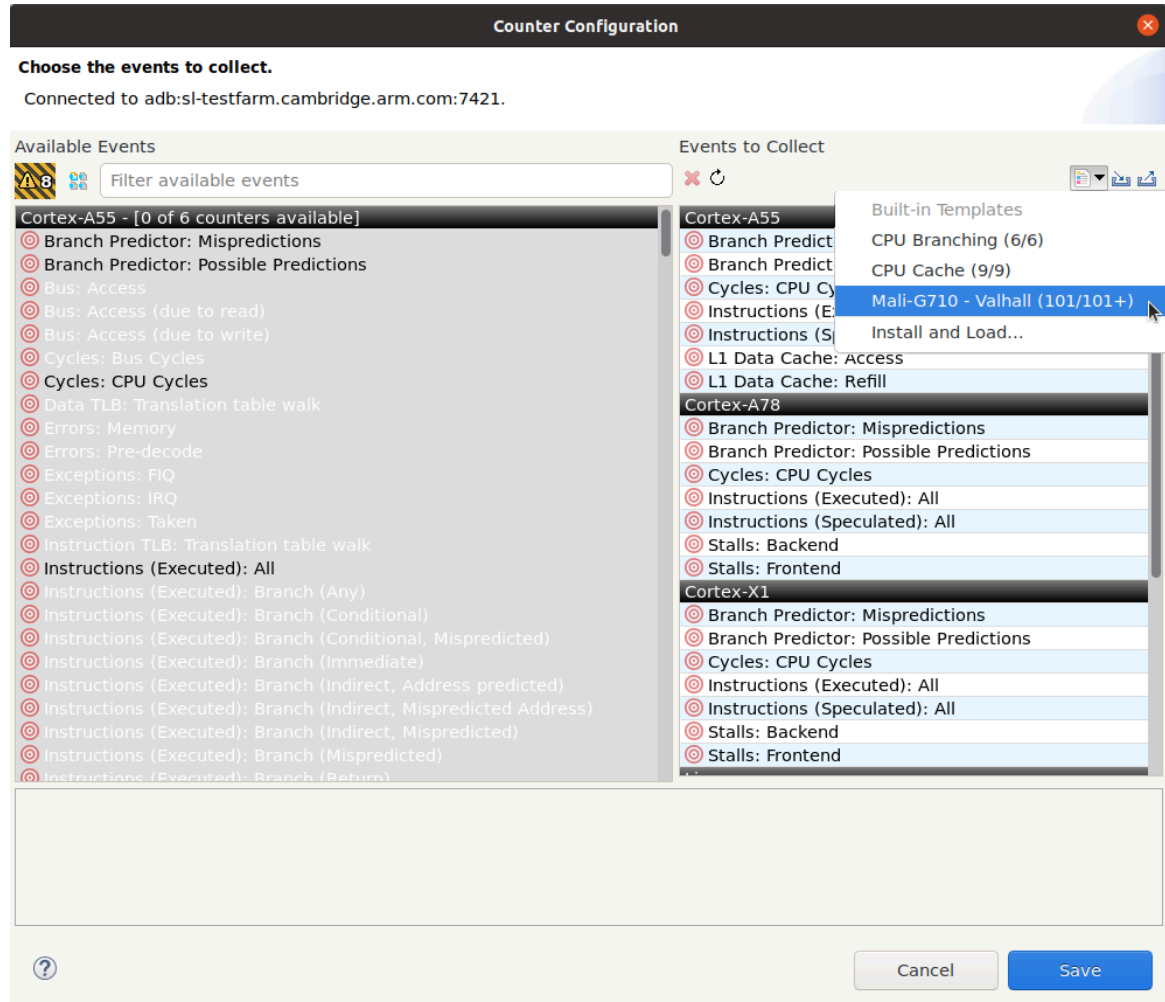 Counter Configuration
Choose the events to collect.
Connected to adb:sl-testfarm.cambridge.arm.com:7421.
Available Events
8
Filter available events
Cortex-A55 - [0 of 6 counters available]
Branch Predictor: Mispredictions
Branch Predictor: Possible Predictions
Bus: Access
Bus: Access (due to read)
Bus: Access (due to write)
Cycles: Bus Cycles
Cycles: CPU Cycles
Data TLB: Translation table walk
Errors: Memory
Errors: Pre-decode
Exceptions: FIQ
Exceptions: IRQ
Exceptions: Taken
Instruction TLB: Translation table walk
Instructions (Executed): All
Instructions (Executed): Branch (Any)
Instructions (Executed): Branch (Conditional)
Instructions (Executed): Branch (Conditional, Mispredicted)
Instructions (Executed): Branch (Immediate)
Instructions (Executed): Branch (Indirect, Address predicted)
Instructions (Executed): Branch (Indirect, Mispredicted Address)
Instructions (Executed): Branch (Indirect, Mispredicted)
Instructions (Executed): Branch (Mispredicted)
Instructions (Executed): Branch (Return)
Events to Collect
Cortex-A55
Branch Predict
Branch Predict
Cycles: CPU Cy
Instructions (E
Instructions (S
L1 Data Cache: Access
L1 Data Cache: Refill
Cortex-A78
Branch Predictor: Mispredictions
Branch Predictor: Possible Predictions
Cycles: CPU Cycles
Instructions (Executed): All
Instructions (Speculated): All
Stalls: Backend
Stalls: Frontend
Cortex-X1
Branch Predictor: Mispredictions
Branch Predictor: Possible Predictions
Cycles: CPU Cycles
Instructions (Executed): All
Instructions (Speculated): All
Stalls: Backend
Stalls: Frontend
Built-in Templates
CPU Branching (6/6)
CPU Cache (9/9)
Mali-G710 - Valhall (101/101+)
Install and Load...
?
Cancel
Save